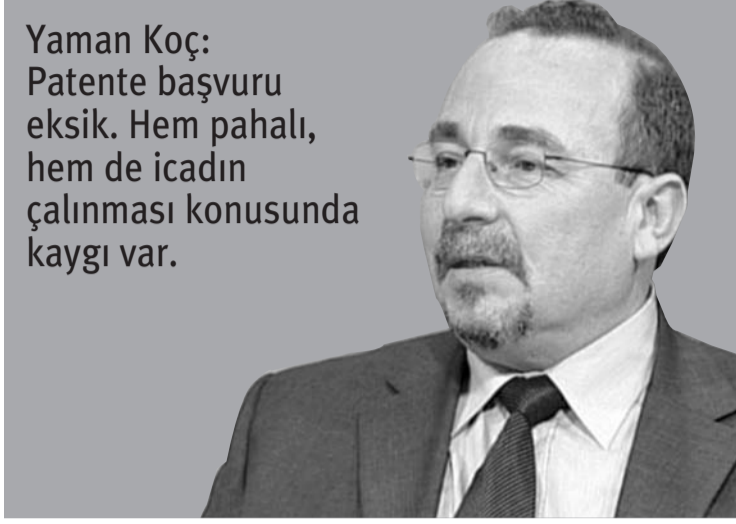 Yaman Koç:
Patente başvuru
eksik. Hem pahalı,
hem de icadın
çalınması konusunda
kaygı var.